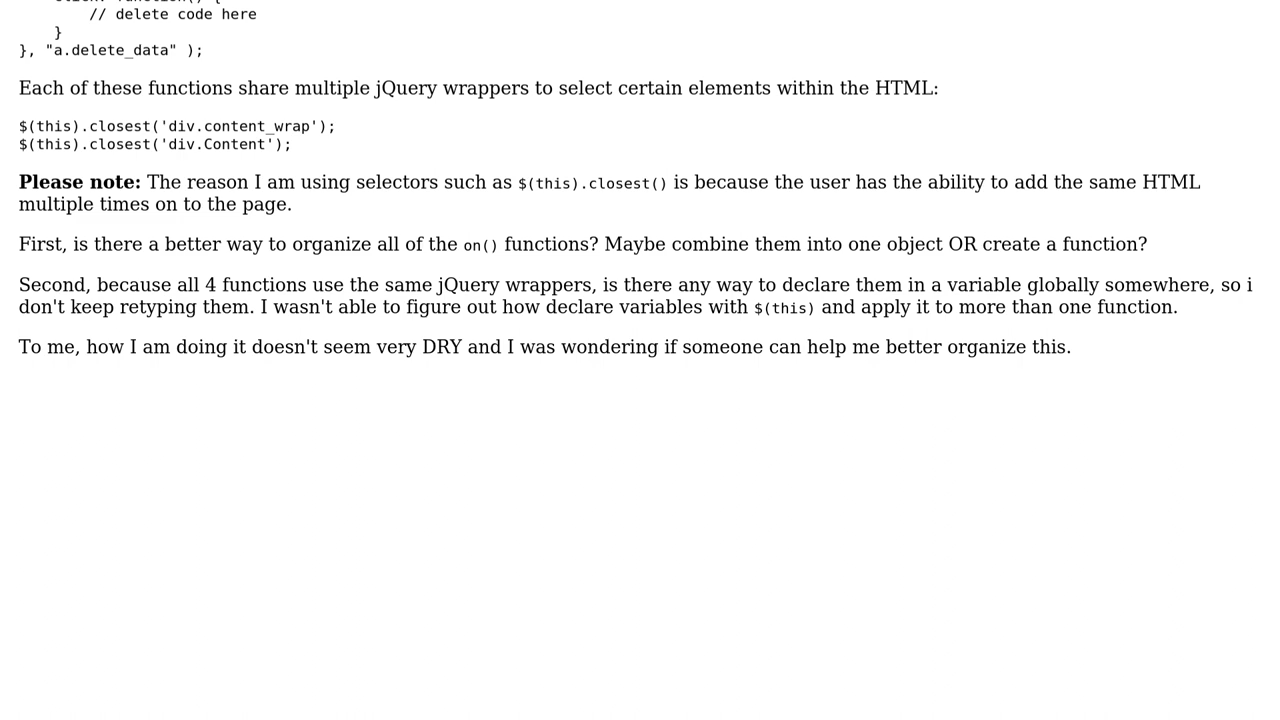 // delete code here
}
}, "a.delete_data" );
Each of these functions share multiple jQuery wrappers to select certain elements within the HTML:
$(this).closest('div.content_wrap');
$(this).closest('div.Content');
Please note: The reason I am using selectors such as $(this).closest() is because the user has the ability to add the same HTML
multiple times on to the page.
First, is there a better way to organize all of the on() functions? Maybe combine them into one object OR create a function?
Second, because all 4 functions use the same jQuery wrappers, is there any way to declare them in a variable globally somewhere, so i
don't keep retyping them. I wasn't able to figure out how declare variables with $(this) and apply it to more than one function.
To me, how I am doing it doesn't seem very DRY and I was wondering if someone can help me better organize this.